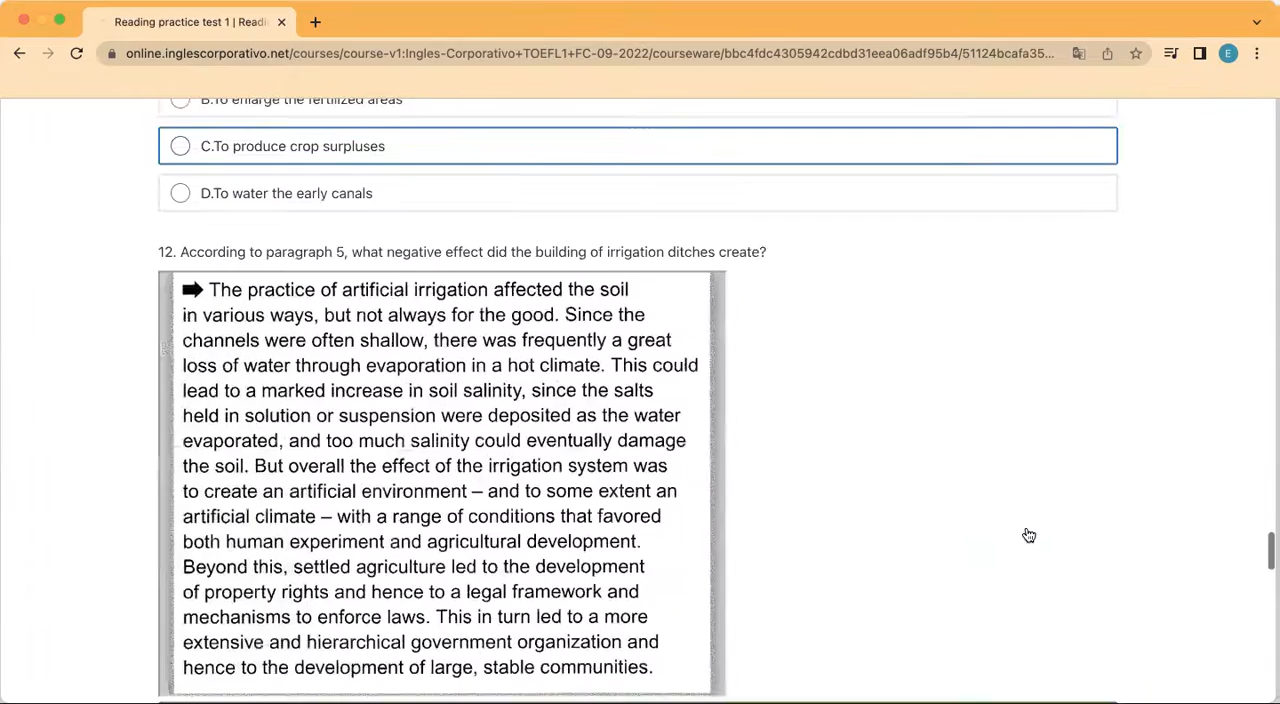 Reading practice test 1 | Readi
online.inglescorporativo.net/courses/course-v1:Ingles-Corporativo+TOEFL1+FC-09-2022/courseware/bbc4fdc4305942cdbd31eea06adf95b4/51124bcafa35...
E
B.To enlarge the fertilized areas
C.To produce crop surpluses
D.To water the early canals
12. According to paragraph 5, what negative effect did the building of irrigation ditches create?
The practice of artificial irrigation affected the soil
in various ways, but not always for the good. Since the
channels were often shallow, there was frequently a great
loss of water through evaporation in a hot climate. This could
lead to a marked increase in soil salinity, since the salts
held in solution or suspension were deposited as the water
evaporated, and too much salinity could eventually damage
the soil. But overall the effect of the irrigation system was
to create an artificial environment – and to some extent an
artificial climate – with a range of conditions that favored
both human experiment and agricultural development.
Beyond this, settled agriculture led to the development
of property rights and hence to a legal framework and
mechanisms to enforce laws. This in turn led to a more
extensive and hierarchical government organization and
hence to the development of large, stable communities.